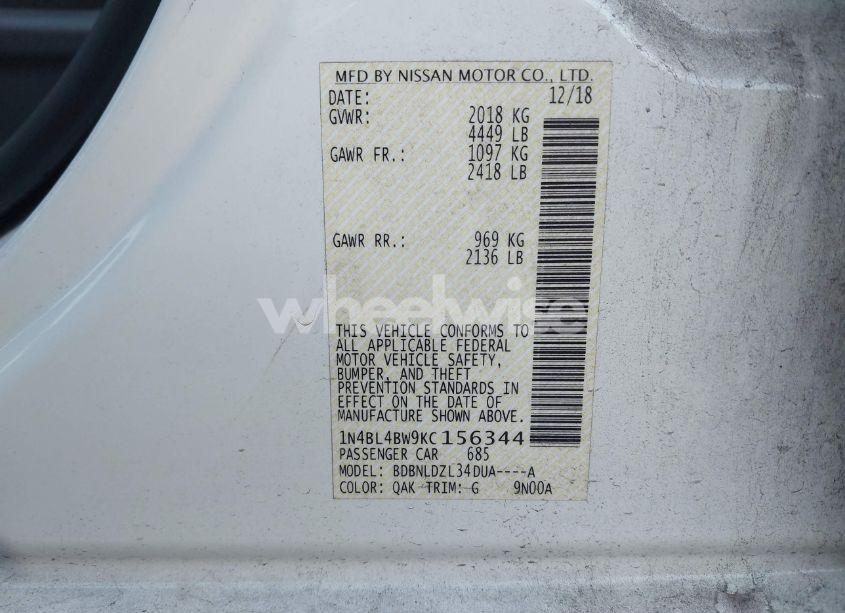 MFD BY NISSAN MOTOR CO., LTD.
DATE: 12/18
GVWR: 2018 KG
4449 LB
GAWR FR.: 1097 KG
2418 LB
GAWR RR.: 969 KG
2136 LB
wheelwise
THIS VEHICLE CONFORMS TO
ALL APPLICABLE FEDERAL
MOTOR VEHICLE SAFETY,
BUMPER, AND THEFT
PREVENTION STANDARDS IN
EFFECT ON THE DATE OF
MANUFACTURE SHOWN ABOVE.
1N4BL4BW9KC156344
PASSENGER CAR 685
MODEL: BDBNLDZL34DUA----A
COLOR: QAK TRIM: G 9N00A